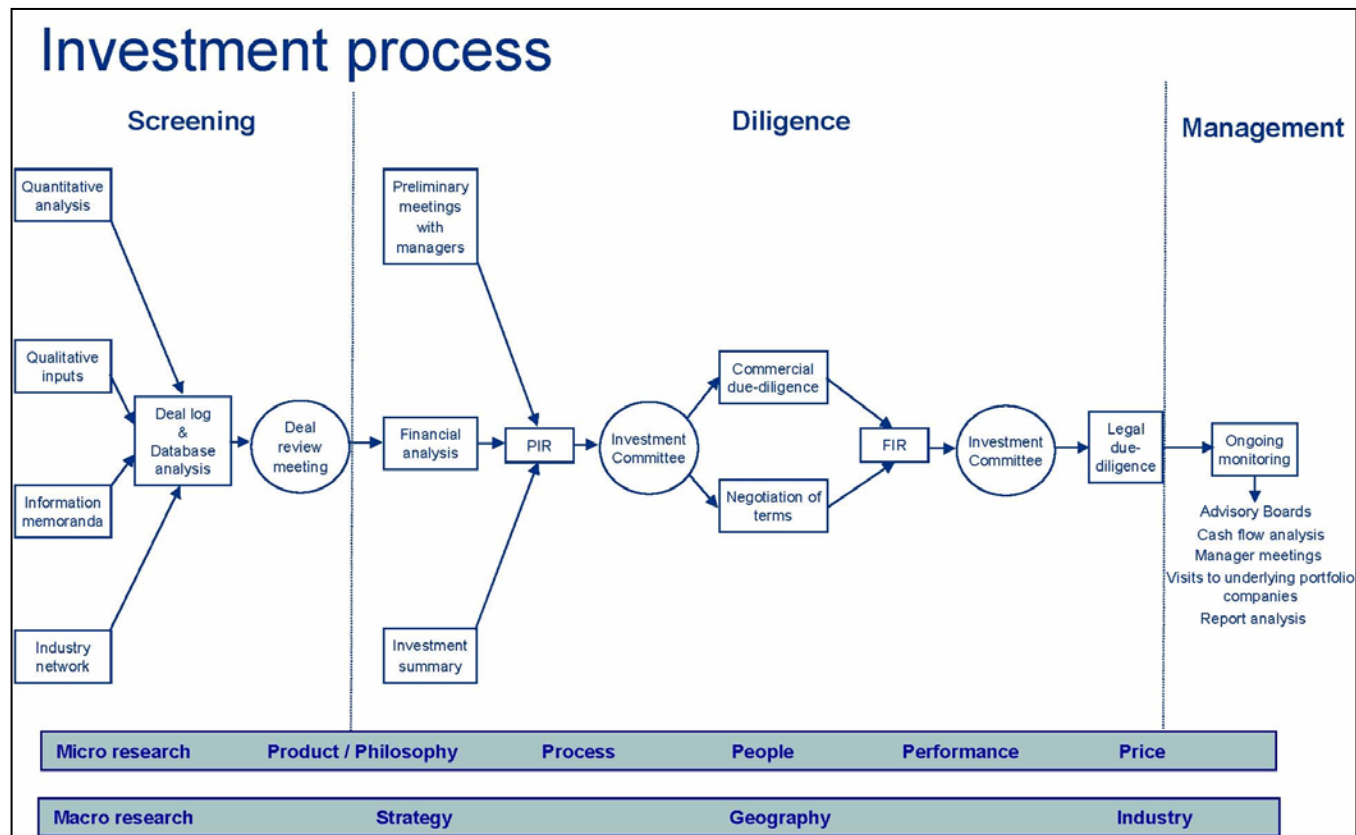 Investment process
Screening
Diligence
Management
Quantitative
analysis
Qualitative
inputs
Information
memoranda
Industry
network
Deal log
&
Database
analysis
Deal
review
meeting
Preliminary
meetings
with
managers
Financial
analysis
Investment
summary
PIR
Investment
Committee
Commercial
due-diligence
Negotiation of
terms
FIR
Investment
Committee
Legal
due-
diligence
Ongoing
monitoring
Advisory Boards
Cash flow analysis
Manager meetings
Visits to underlying portfolio
companies
Report analysis
Micro research Product / Philosophy Process People Performance Price
Macro research Strategy Geography Industry